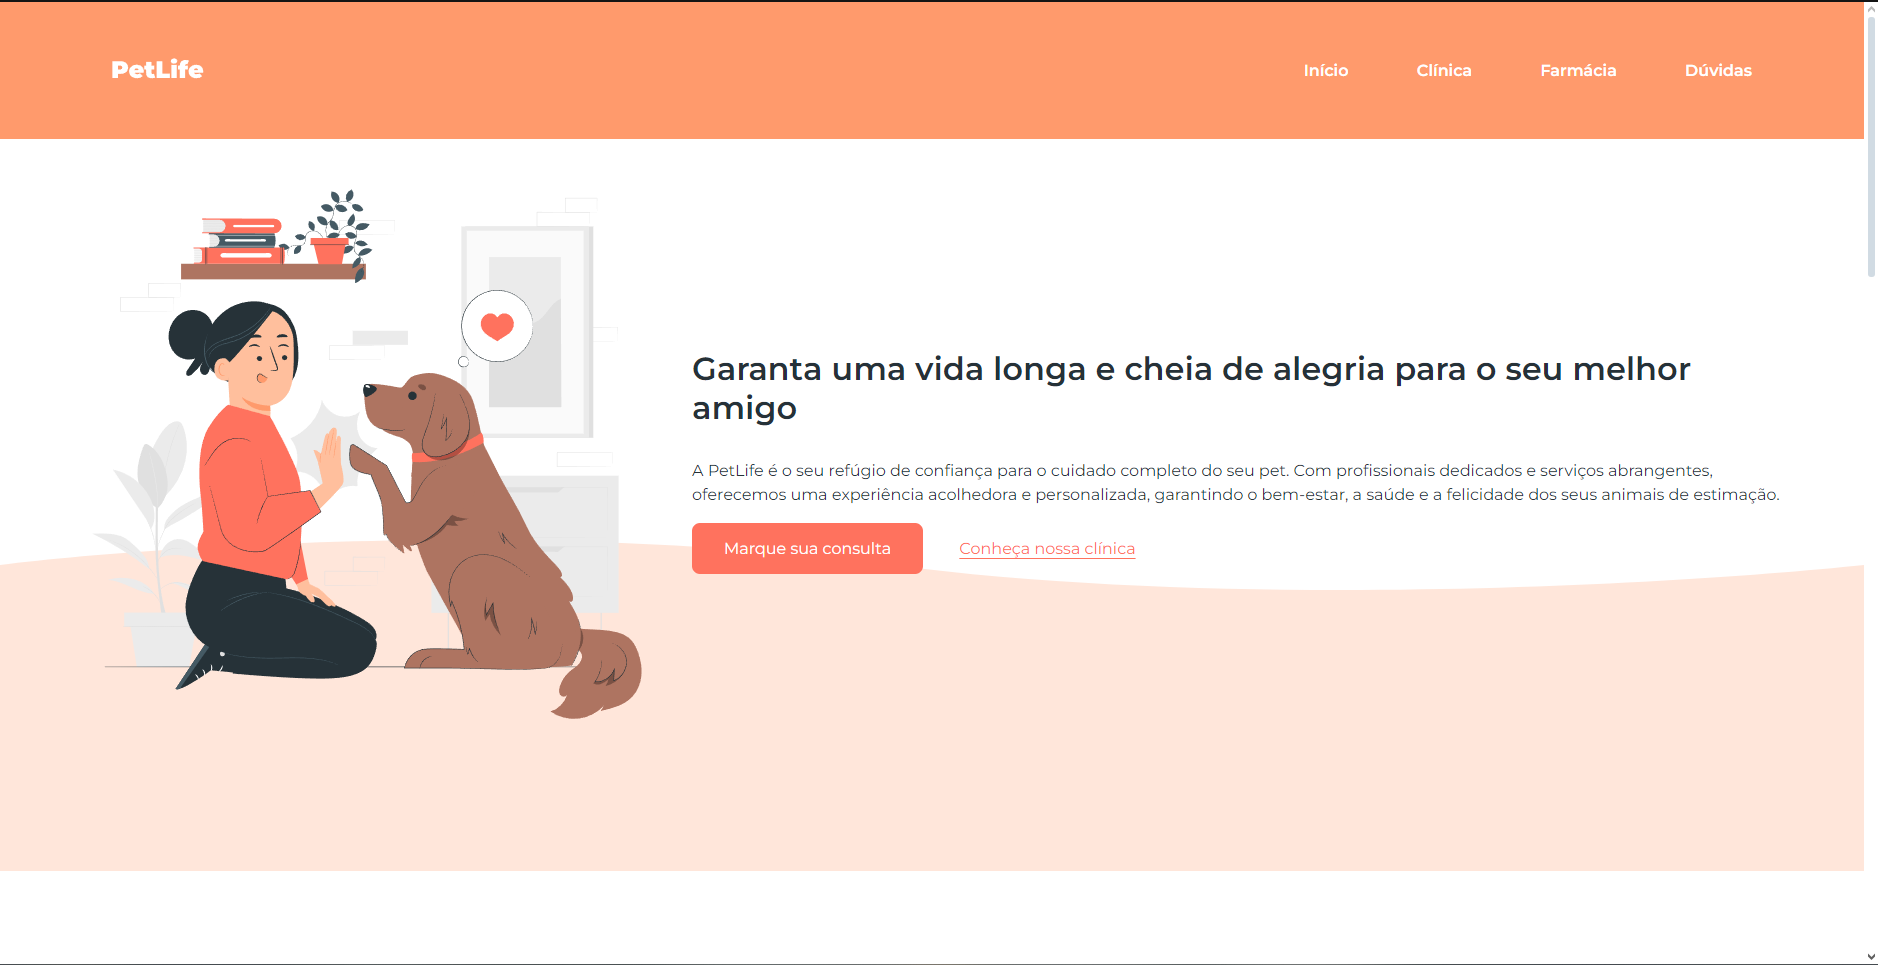 PetLife
Início
Clínica
Farmácia
Dúvidas
Garanta uma vida longa e cheia de alegria para o seu melhor
amigo
A PetLife é o seu refúgio de confiança para o cuidado completo do seu pet. Com profissionais dedicados e serviços abrangentes,
oferecemos uma experiência acolhedora e personalizada, garantindo o bem-estar, a saúde e a felicidade dos seus animais de estimação.
Marque sua consulta
Conheça nossa clínica